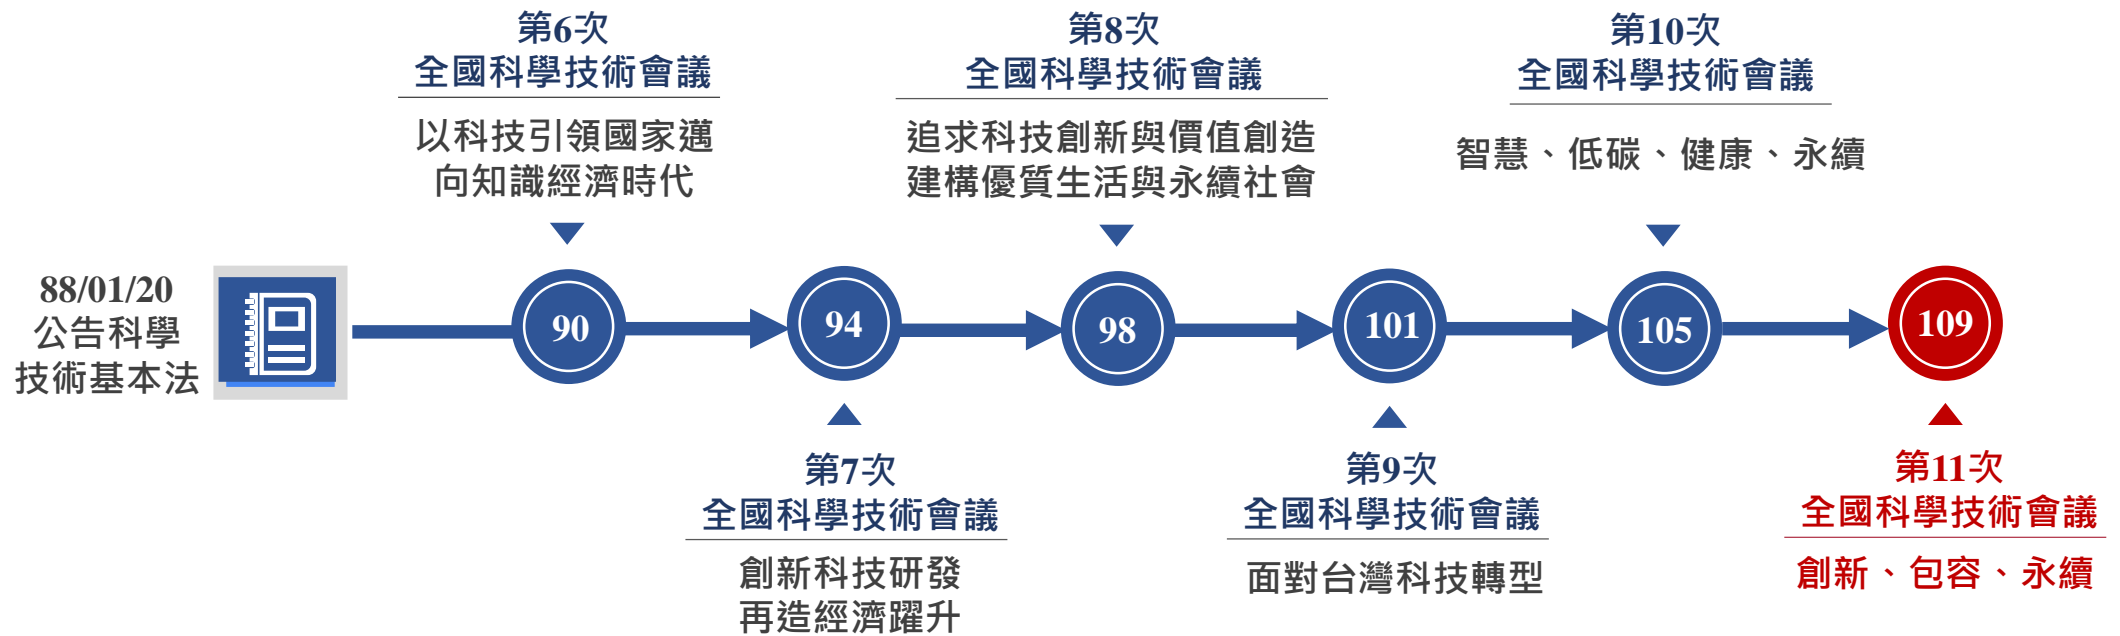 88/01/20
公告科學
技術基本法
第6次
全國科學技術會議
以科技引領國家邁
向知識經濟時代
90
94
第7次
全國科學技術會議
創新科技研發
再造經濟躍升
第8次
全國科學技術會議
追求科技創新與價值創造
建構優質生活與永續社會
98
101
第9次
全國科學技術會議
面對台灣科技轉型
第10次
全國科學技術會議
智慧、低碳、健康、永續
105
109
第11次
全國科學技術會議
創新、包容、永續